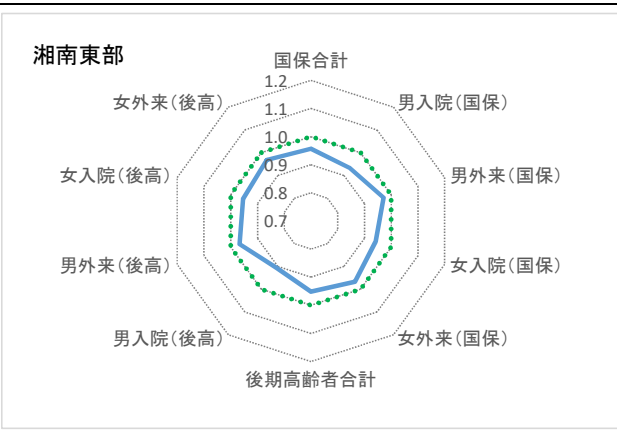 湘南東部
国保合計
1.2
男入院(国保)
女外来(後高)
1.1
1.0
0.9
女入院(後高)
男外来(国保)
0.8
0.7
男外来(後高)
女入院(国保)
男入院(後高)
女外来(国保)
後期高齢者合計